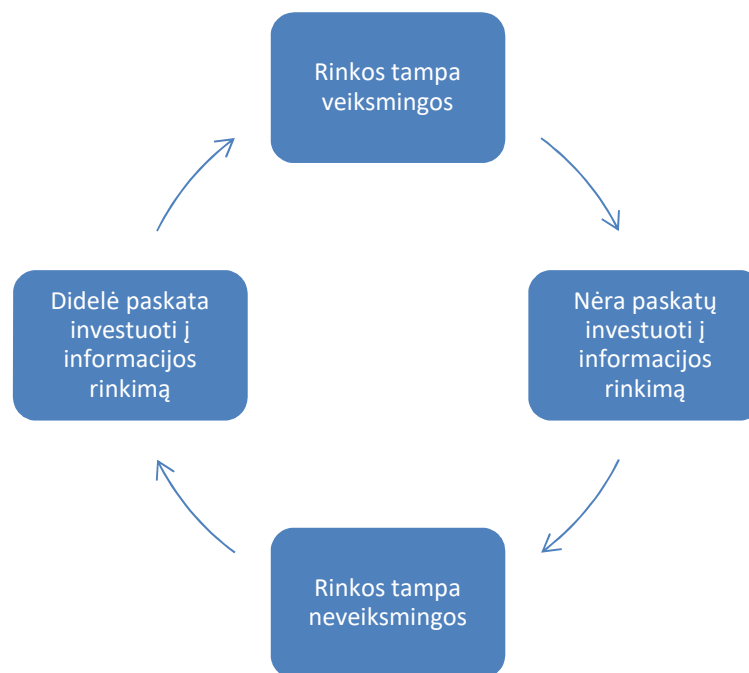 Rinkos tampa
veiksmingos
Didelė paskata
investuoti į
informacijos
rinkimą
Nėra paskatų
investuoti į
informacijos
rinkimą
Rinkos tampa
neveiksmingos